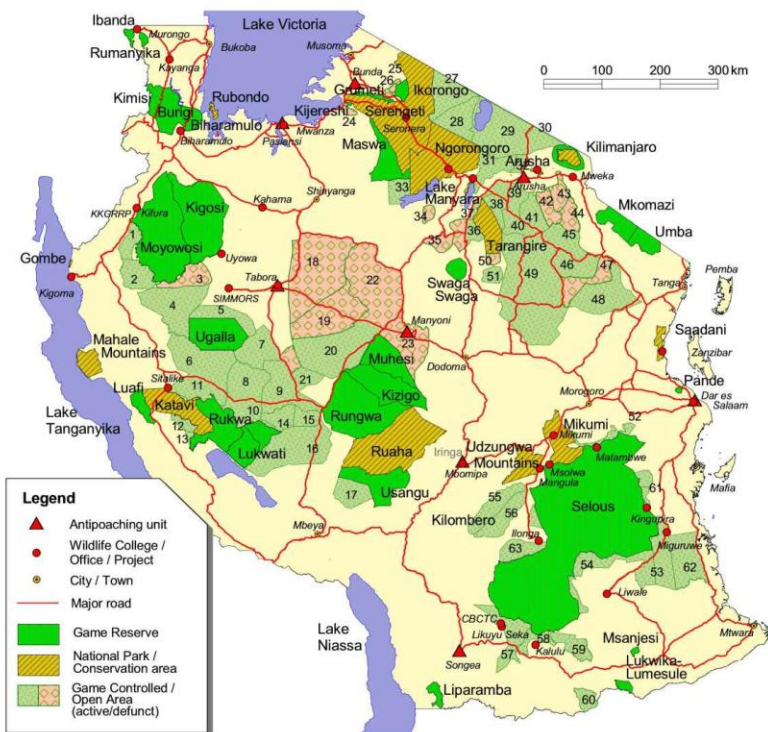 Ibanda
Murongo
Lake Victoria
Rumanyika
Bukoba
Musoma
Kayanga
Bunda
25
26
27
0 100 200 300 km
Kimisi
Rubondo
Grumeti
Ikorongo
Burigi
Kijereshi
Serengeti
Biharamulo
24
Seronera
28
29
30
Biharamulo
Mwanza
Pasiansi
Maswa
Ngorongoro
31
32
Arusha
Kilimanjaro
Arusha
Mweka
Shinyanga
33
Lake
Manyara
39
KKGRRP
Kifura
Kigosi
Kahama
34
37
38
40
41
42
43
44
45
Mkomazi
Umba
1
Moyowosi
35
36
Tarangire
Gombe
Uyowa
18
22
50
46
47
Kigoma
2
3
Tabora
Swaga
Swaga
51
49
48
Tanga
Pemba
SIMMORS
4
5
19
Manyoni
Saadani
Mahale
Mountains
Ugalla
7
20
23
Zanzibar
6
Muhesi
Dodoma
Luafi
Sitalike
11
8
9
21
Kizigo
Morogoro
Pande
Dar es
Salaam
Lake
Tanganyika
Katavi
12
13
Rukwa
10
14
15
Rungwa
52
Lukwati
16
Ruaha
Iringa
Udzungwa
Mountains
Mikumi
Mikumi
Mbomipa
Msolwa
Mangula
Matambwe
17
Usangu
55
56
Selous
61
Mafia
Legend
Antipoaching unit
Wildlife College /
Office / Project
City / Town
Major road
Game Reserve
National Park /
Conservation area
Game Controlled /
Open Area
(active/defunct)
Mbeya
Kilombero
Kingupira
Ilonga
63
Miguruwe
54
53
62
Liwale
Lake
Niassa
CBCTC
Likuyu Seka
58
Msanjesi
Mtwara
Songea
57
Kalulu
59
Lukwika-
Lumesule
Liparamba
60